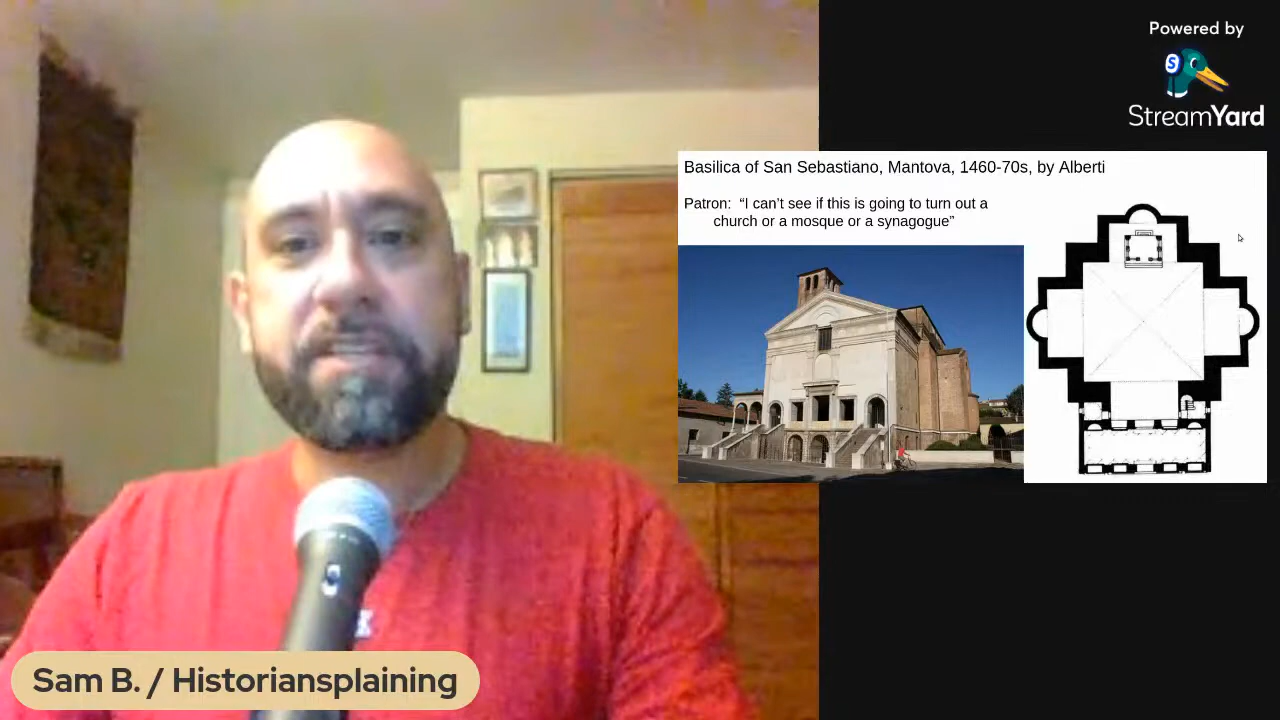 Powered by
S
StreamYard
Basilica of San Sebastiano, Mantova, 1460-70s, by Alberti
Patron: “I can’t see if this is going to turn out a
church or a mosque or a synagogue”
Sam B. / Historiansplaining